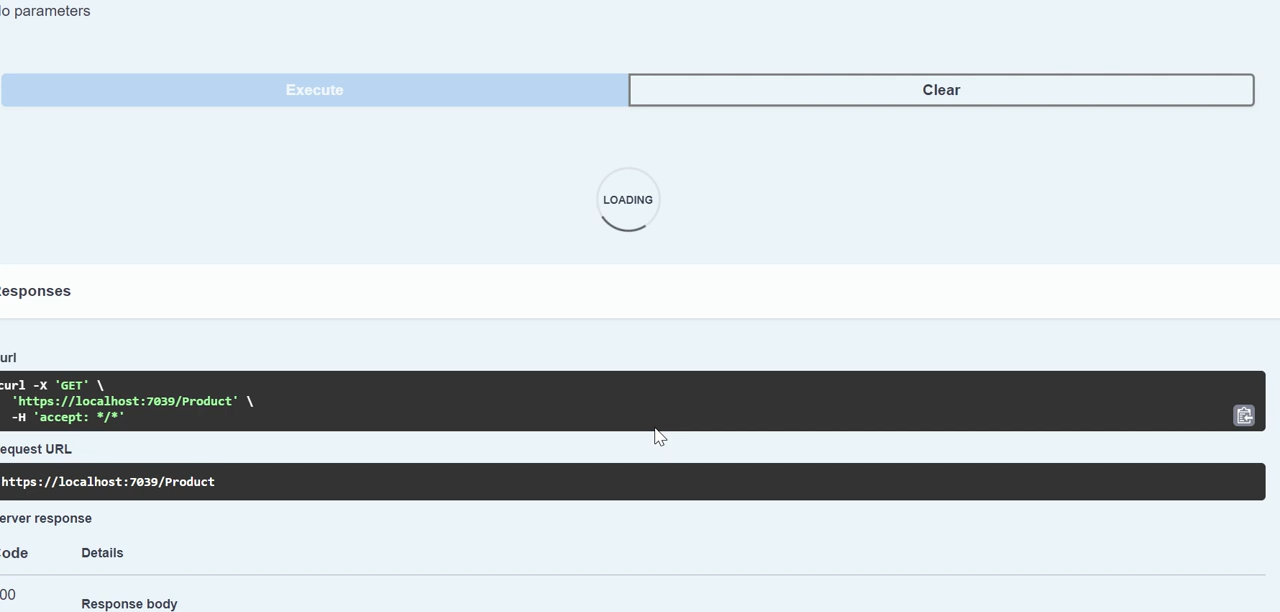 o parameters
Execute
Clear
LOADING
esponses
url
curl -X 'GET' \
'https://localhost:7039/Product' \
-H 'accept: */*'
equest URL
https://localhost:7039/Product
erver response
ode Details
00
Response body